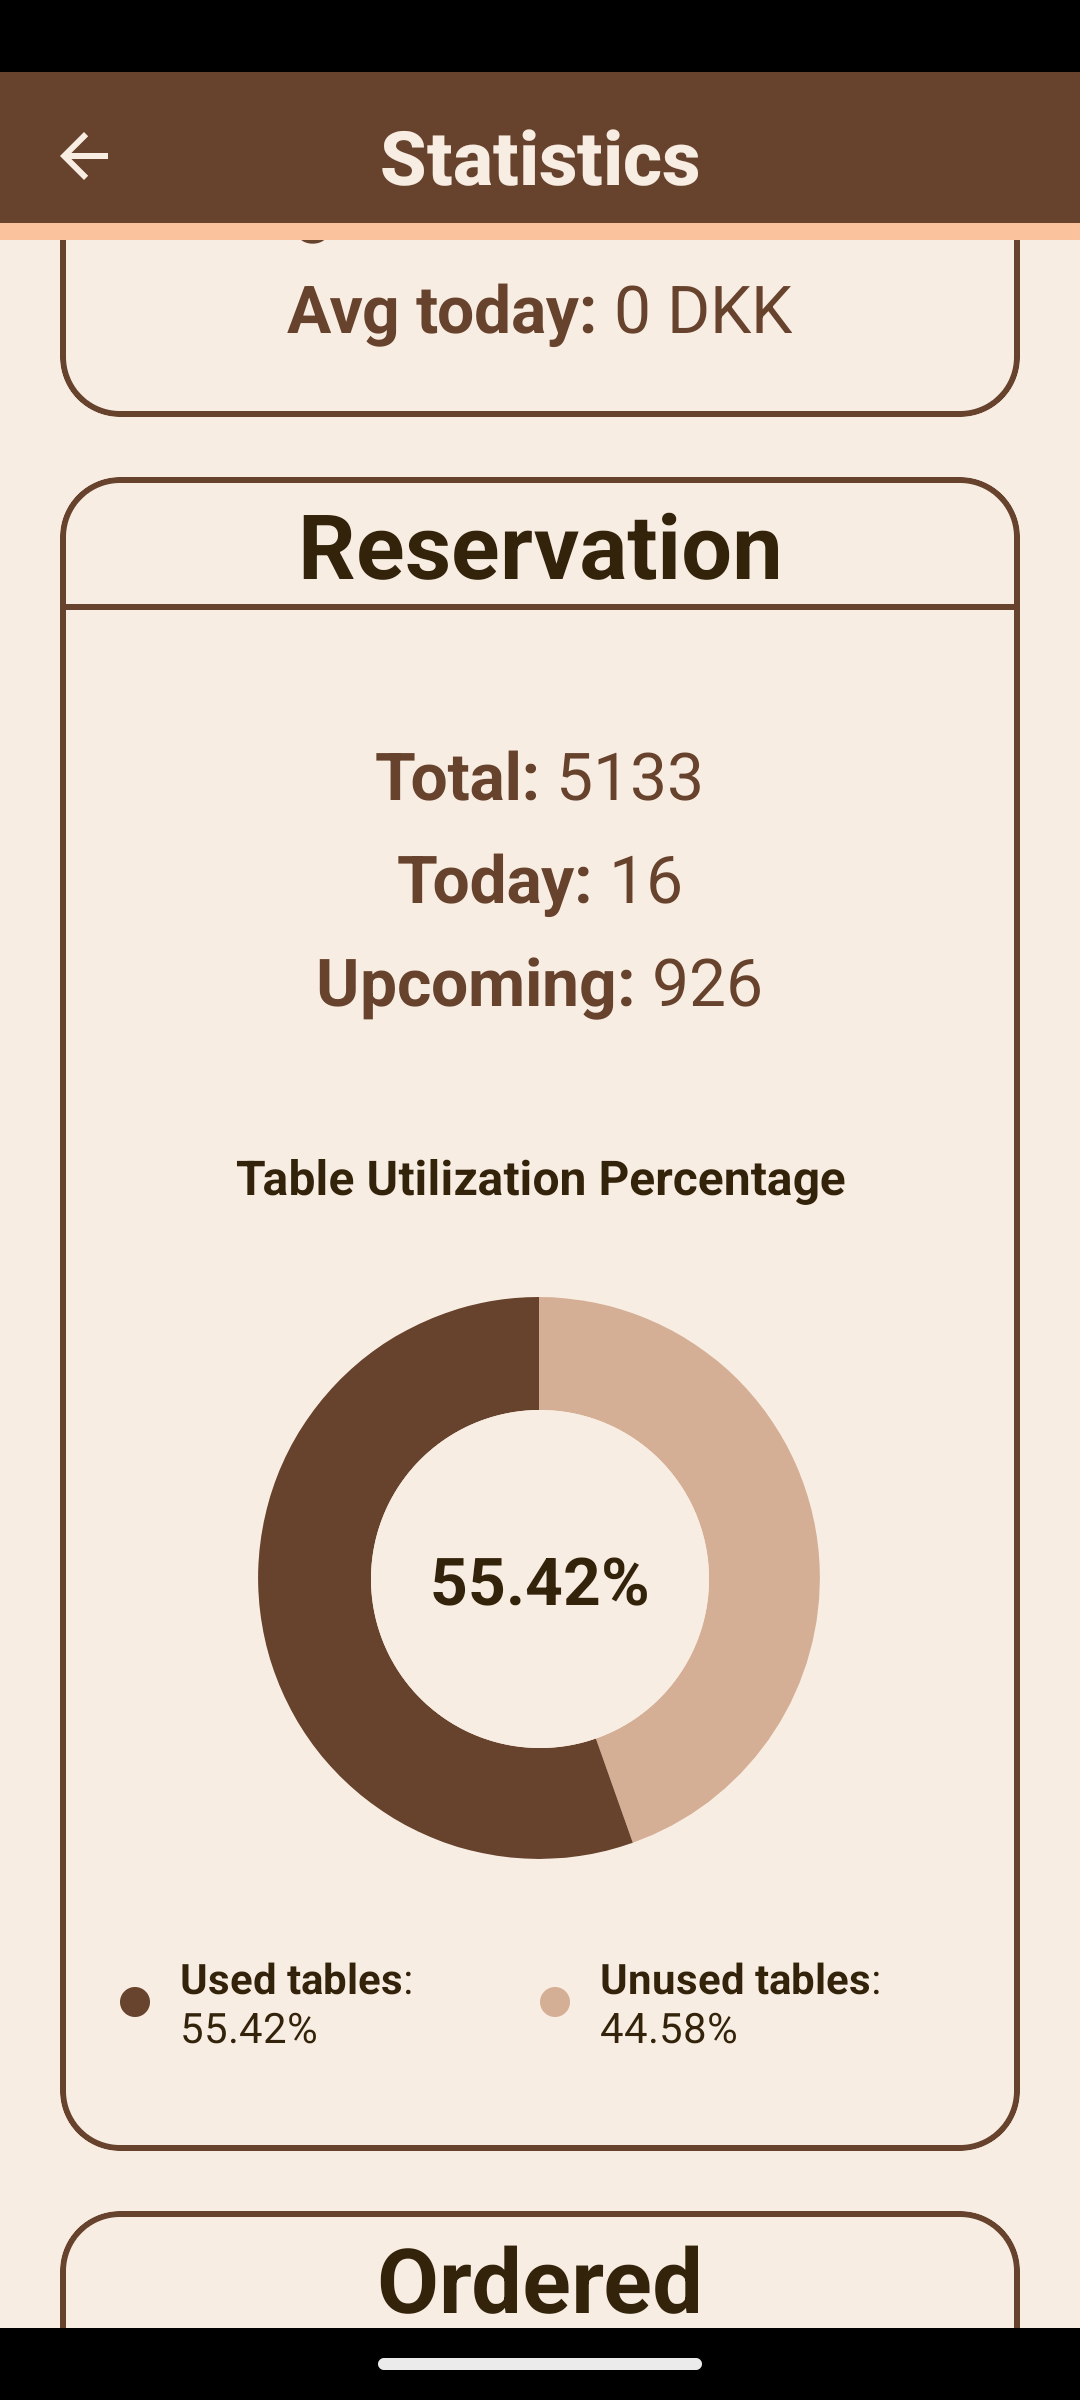 Statistics
Avg today: 0 DKK
Reservation
Total: 5133
Today: 16
Upcoming: 926
Table Utilization Percentage
55.42%
Used tables:
55.42%
Unused tables:
44.58%
Ordered